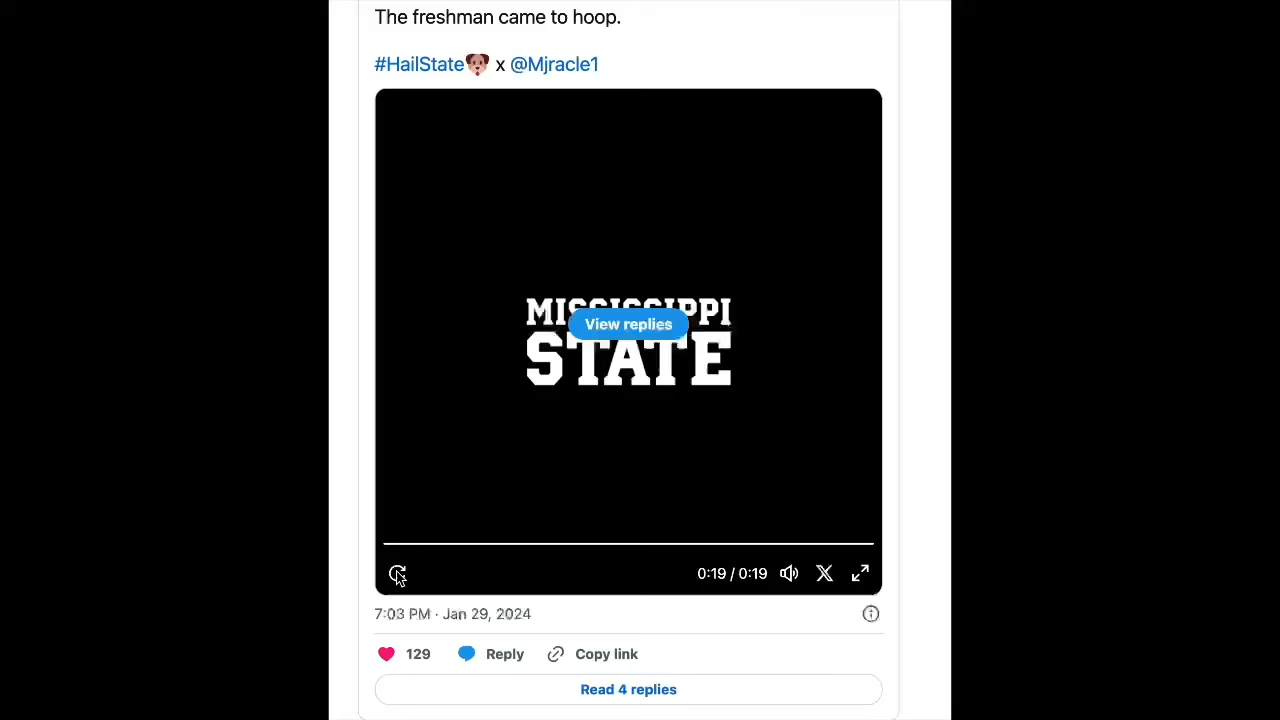 The freshman came to hoop.
#HailState x @Mjracle1
MISSISSIPPI
View replies
STATE
0:19 / 0:19
7:03 PM · Jan 29, 2024
129 Reply Copy link
Read 4 replies